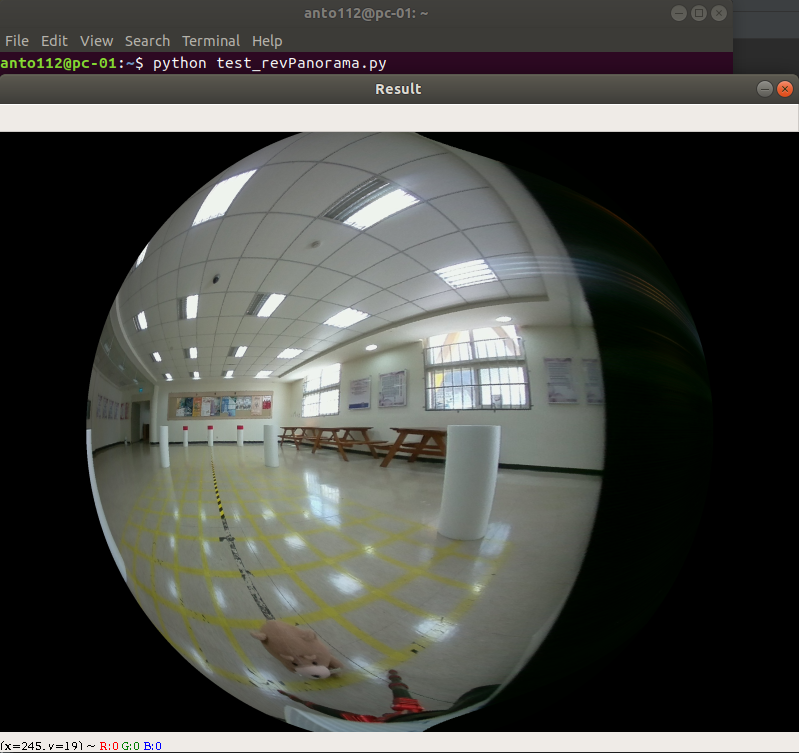 anto112@pc-01: ~
File Edit View Search Terminal Help
anto112@pc-01:~$ python test_revPanorama.py
Result
(x=245, y=19) ~ R:0 G:0 B:0